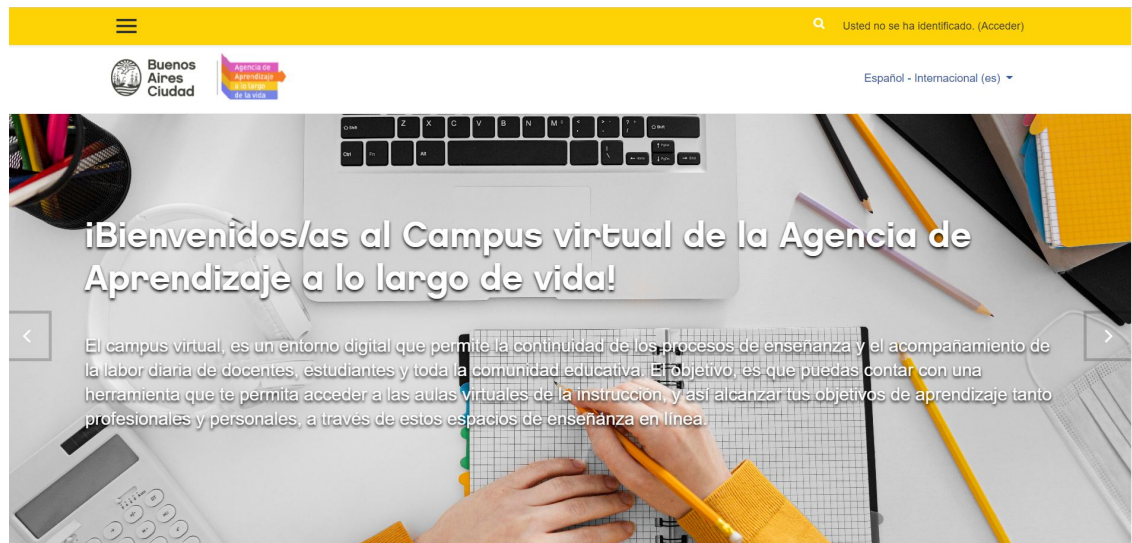 Usted no se ha identificado. (Acceder)
Buenos
Aires
Ciudad
Agencia de
Aprendizaje
a lo largo
de la vida
Español - Internacional (es)
¡Bienvenidos/as al Campus virtual de la Agencia de
Aprendizaje a lo largo de vida!
El campus virtual, es un entorno digital que permite la continuidad de los procesos de enseñanza y el acompañamiento de
la labor diaria de docentes, estudiantes y toda la comunidad educativa. El objetivo, es que puedas contar con una
herramienta que te permita acceder a las aulas virtuales de la instrucción, y así alcanzar tus objetivos de aprendizaje tanto
profesionales y personales, a través de estos espacios de enseñanza en línea.